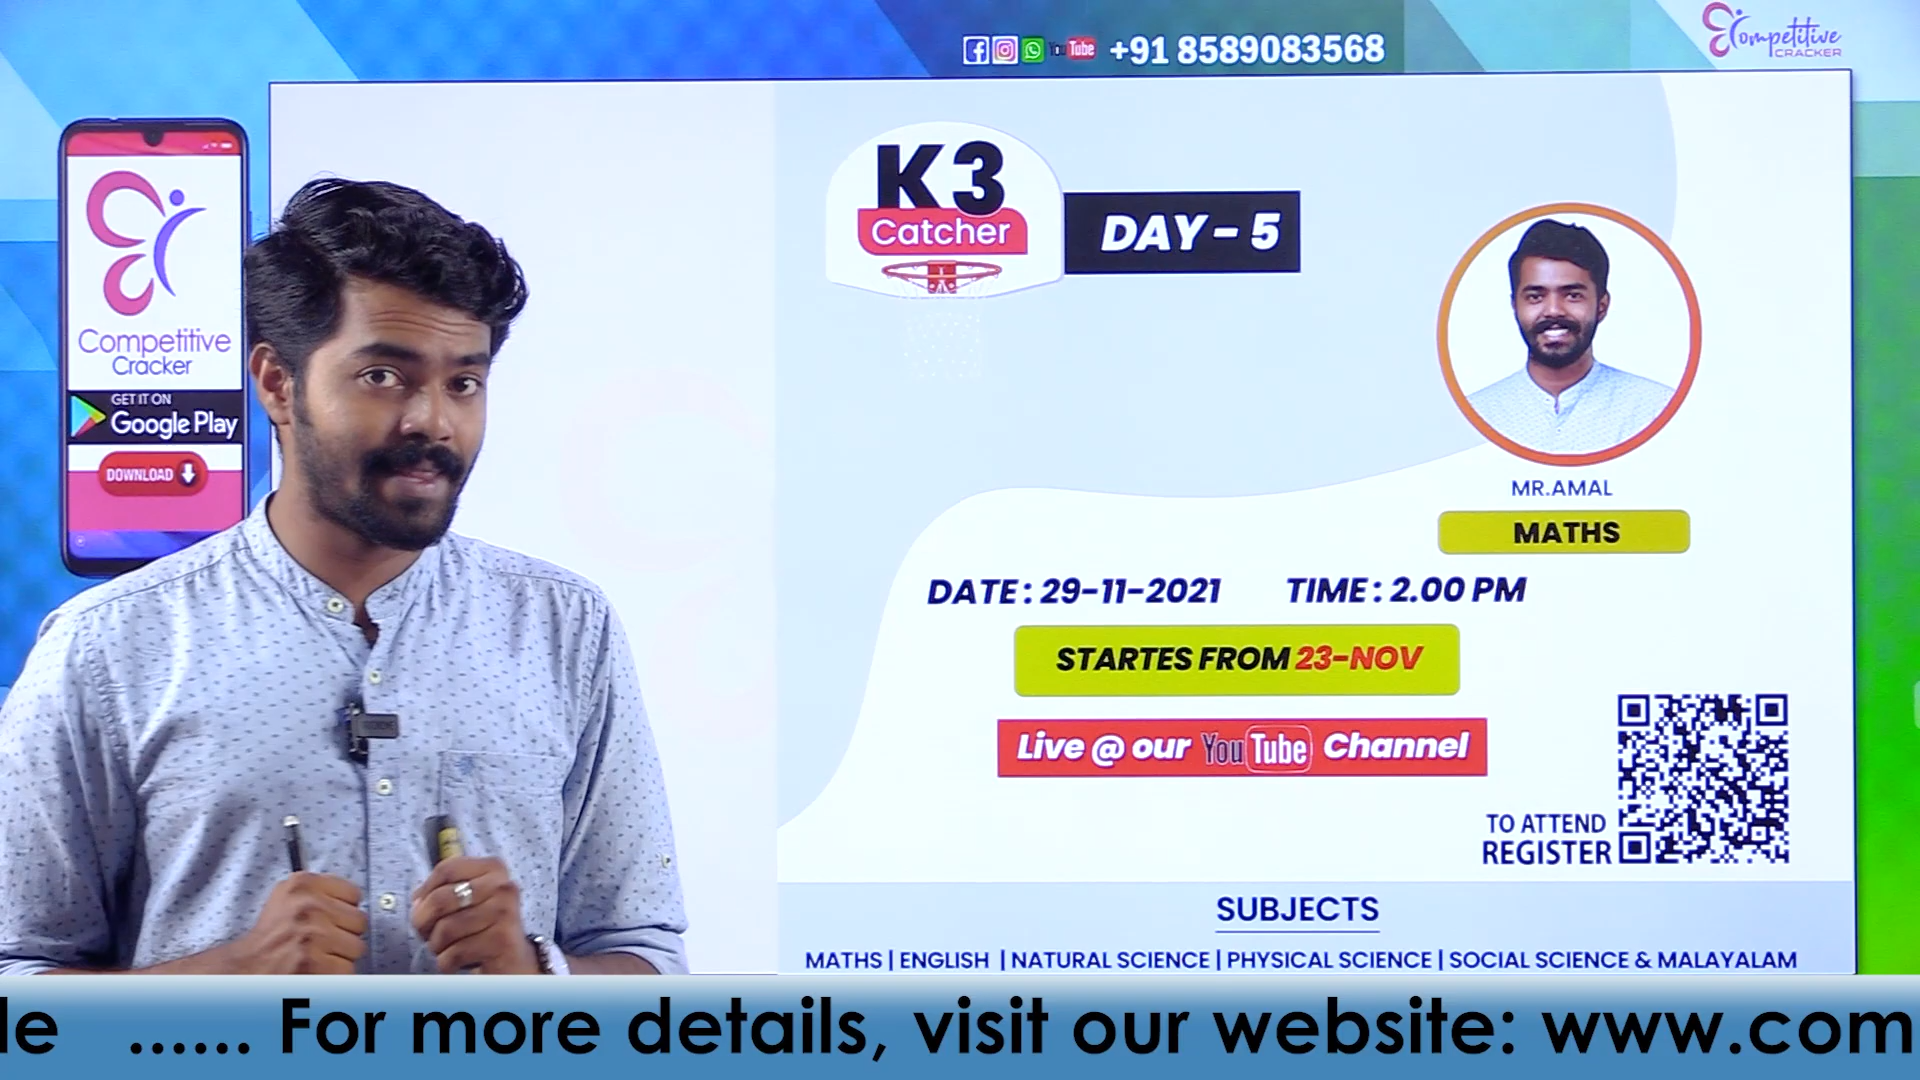 You Tube +91 8589083568
Competitive
CRACKER
K3
Catcher
DAY - 5
Competitive
Cracker
GET IT ON
Google Play
DOWNLOAD
MR.AMAL
MATHS
DATE : 29-11-2021 TIME : 2.00 PM
STARTES FROM 23-NOV
Live @ our YouTube Channel
TO ATTEND
REGISTER
SUBJECTS
MATHS | ENGLISH | NATURAL SCIENCE | PHYSICAL SCIENCE | SOCIAL SCIENCE & MALAYALAM
le ...... For more details, visit our website: www.com